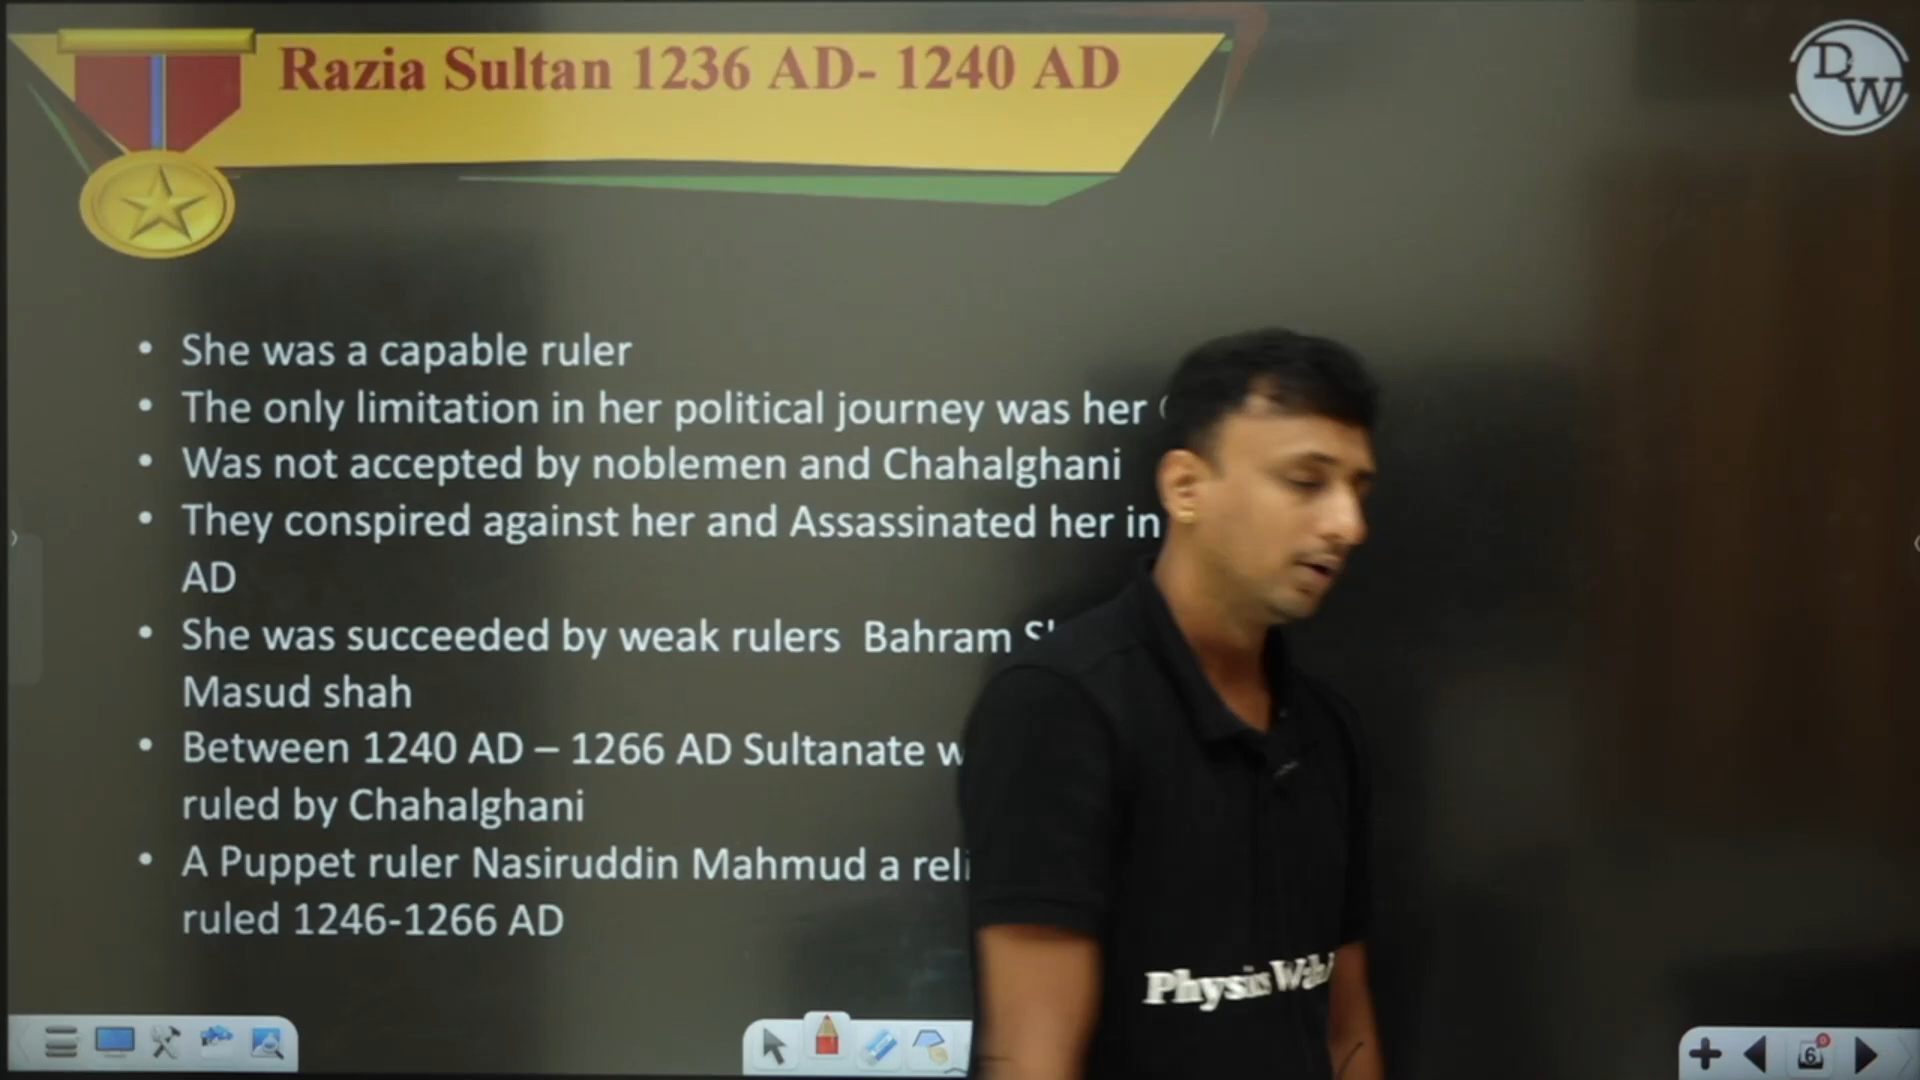 Razia Sultan 1236 AD- 1240 AD
DW
• She was a capable ruler
• The only limitation in her political journey was her
• Was not accepted by noblemen and Chahalghani
• They conspired against her and Assassinated her in
AD
• She was succeeded by weak rulers Bahram
Masud shah
• Between 1240 AD – 1266 AD Sultanate
ruled by Chahalghani
• A Puppet ruler Nasiruddin Mahmud a
ruled 1246-1266 AD
Physics
6